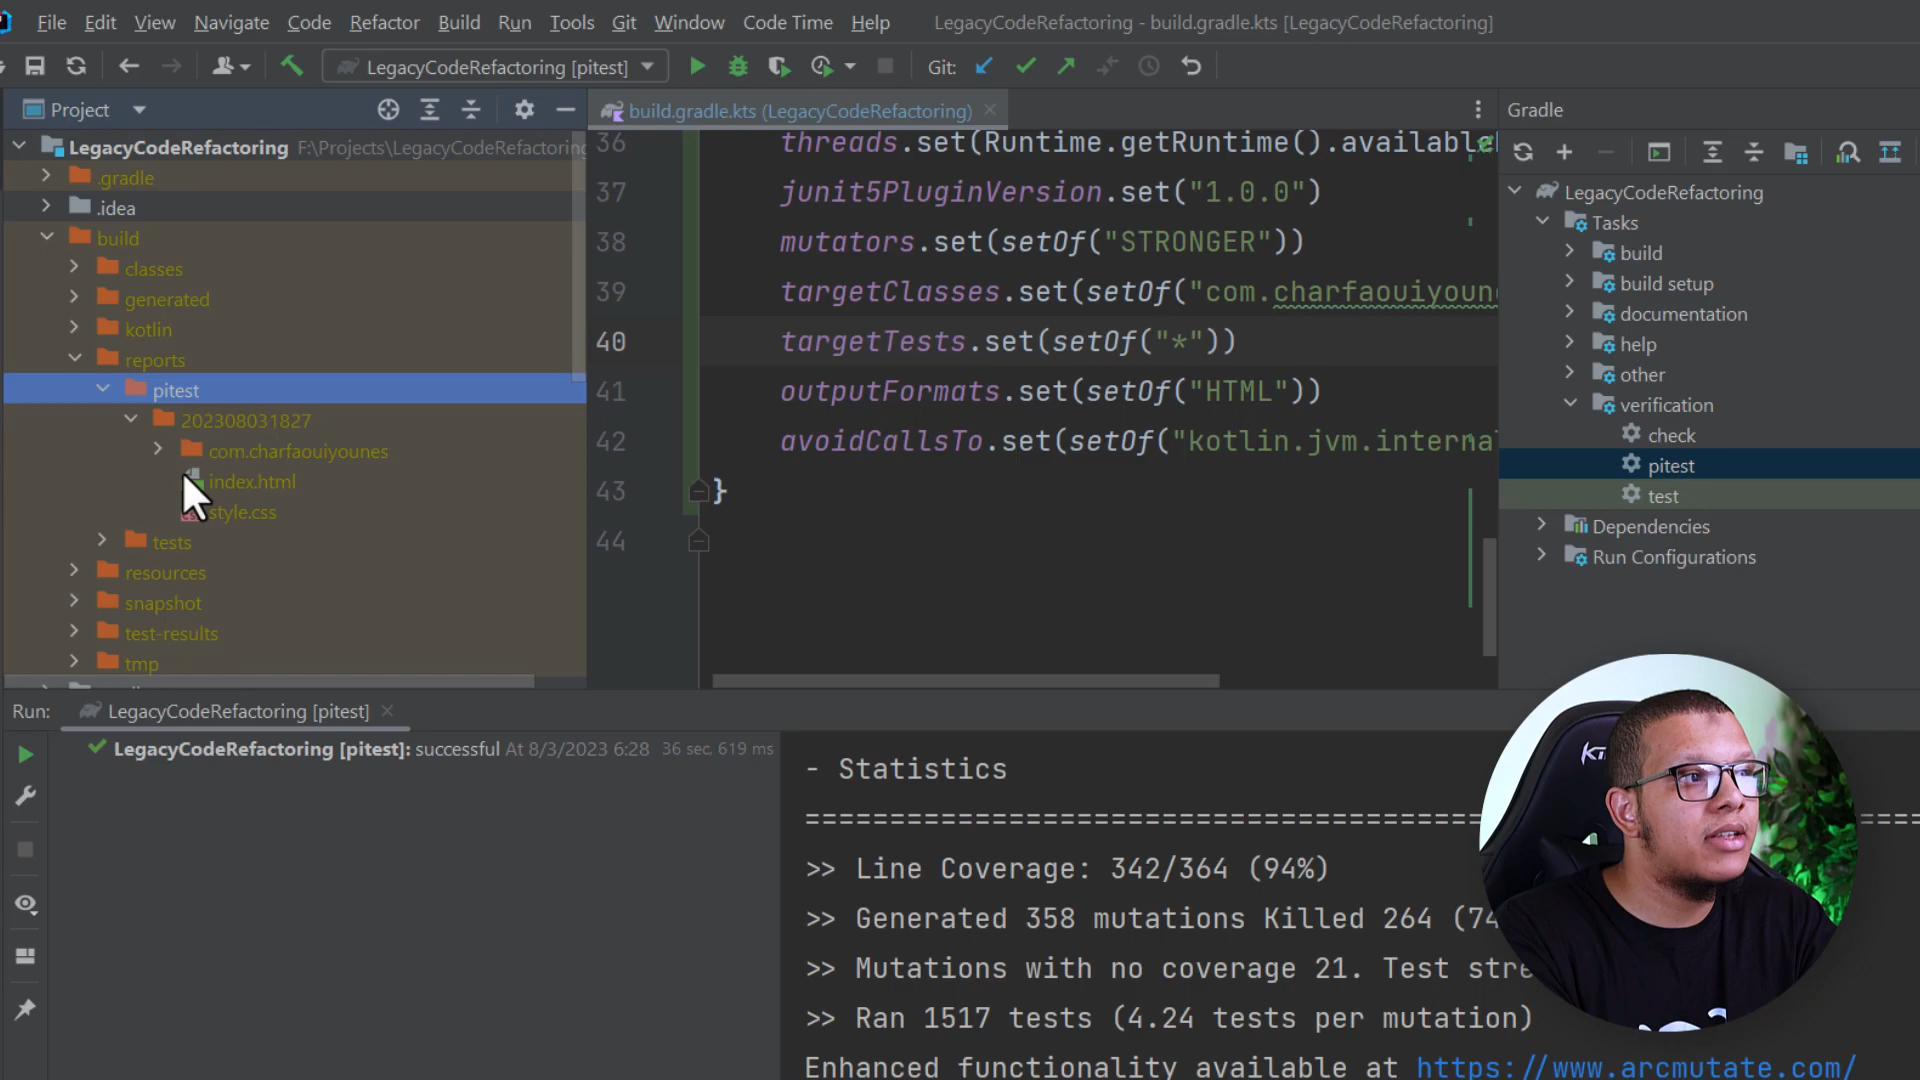 File Edit View Navigate Code Refactor Build Run Tools Git Window Code Time Help LegacyCodeRefactoring - build.gradle.kts [LegacyCodeRefactoring]
LegacyCodeRefactoring [pitest] Git:
Project
build.gradle.kts (LegacyCodeRefactoring)
Gradle
LegacyCodeRefactoring F:\Projects\LegacyCodeRefactoring
.gradle
.idea
build
classes
generated
kotlin
reports
pitest
202308031827
com.charfaouiyounes
index.html
style.css
tests
resources
snapshot
test-results
tmp
36 threads.set(Runtime.getRuntime().available
37 junit5PluginVersion.set("1.0.0")
38 mutators.set(setOf("STRONGER"))
39 targetClasses.set(setOf("com.charfaouiyoune
40 targetTests.set(setOf("*"))
41 outputFormats.set(setOf("HTML"))
42 avoidCallsTo.set(setOf("kotlin.jvm.interna
43 }
44
LegacyCodeRefactoring
Tasks
build
build setup
documentation
help
other
verification
check
pitest
test
Dependencies
Run Configurations
Run: LegacyCodeRefactoring [pitest]
LegacyCodeRefactoring [pitest]: successful At 8/3/2023 6:28 36 sec, 619 ms
- Statistics
================================================
>> Line Coverage: 342/364 (94%)
>> Generated 358 mutations Killed 264 (74
>> Mutations with no coverage 21. Test stre
>> Ran 1517 tests (4.24 tests per mutation)
Enhanced functionality available at https://www.arcmutate.com/